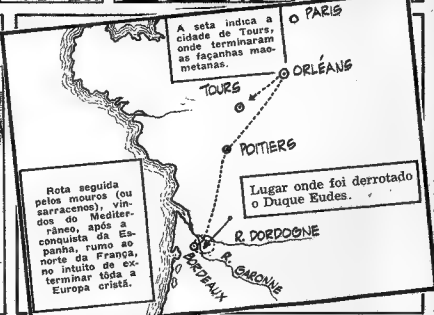 A seta indica a
cidade de Tours,
onde terminaram
as façanhas mao-
metanas.
PARIS
ORLÉANS
TOURS
POITIERS
Lugar onde foi derrotado
o Duque Eudes.
Rota seguida
pelos mouros (ou
sarracenos), vin-
dos do Mediter-
râneo, após a
conquista da Es-
panha, rumo ao
norte da França,
no intuito de ex-
terminar tôda a
Europa cristã.
R. DORDOGNE
BORDEAUX
R. GARONNE